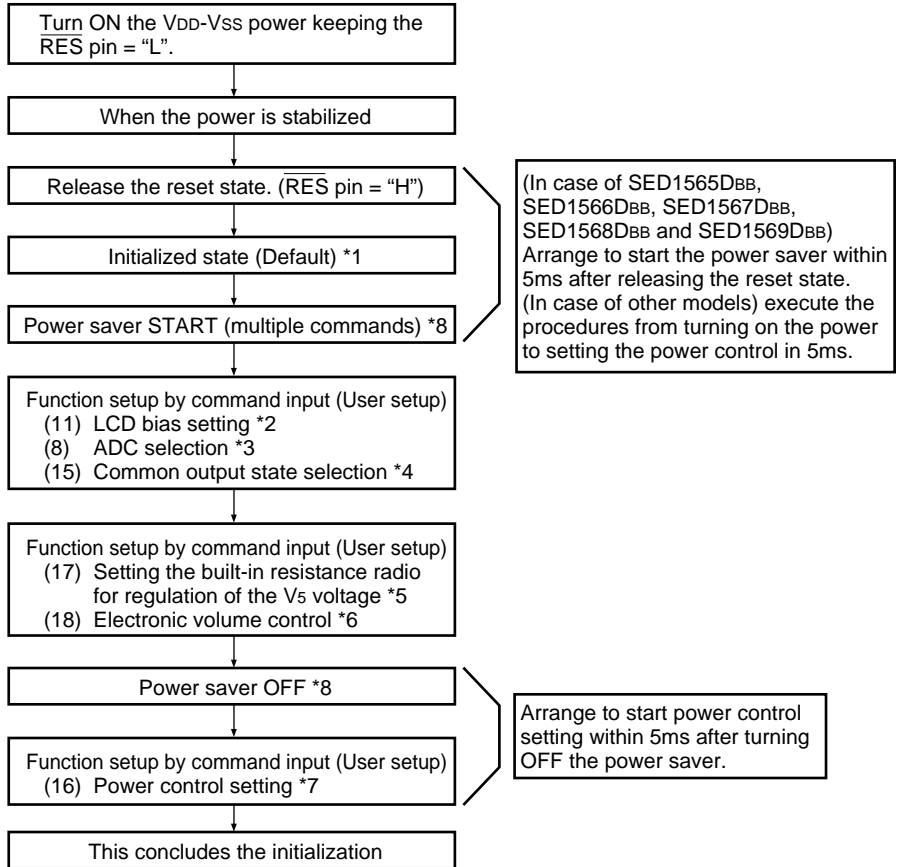 Turn ON the VDD-VSS power keeping the
RES pin = “L”.
When the power is stabilized
Release the reset state. (RES pin = “H”)
Initialized state (Default) *1
Power saver START (multiple commands) *8
(In case of SED1565DBB,
SED1566DBB, SED1567DBB,
SED1568DBB and SED1569DBB)
Arrange to start the power saver within
5ms after releasing the reset state.
(In case of other models) execute the
procedures from turning on the power
to setting the power control in 5ms.
Function setup by command input (User setup)
(11) LCD bias setting *2
(8) ADC selection *3
(15) Common output state selection *4
Function setup by command input (User setup)
(17) Setting the built-in resistance radio
for regulation of the V5 voltage *5
(18) Electronic volume control *6
Power saver OFF *8
Function setup by command input (User setup)
(16) Power control setting *7
Arrange to start power control
setting within 5ms after turning
OFF the power saver.
This concludes the initialization